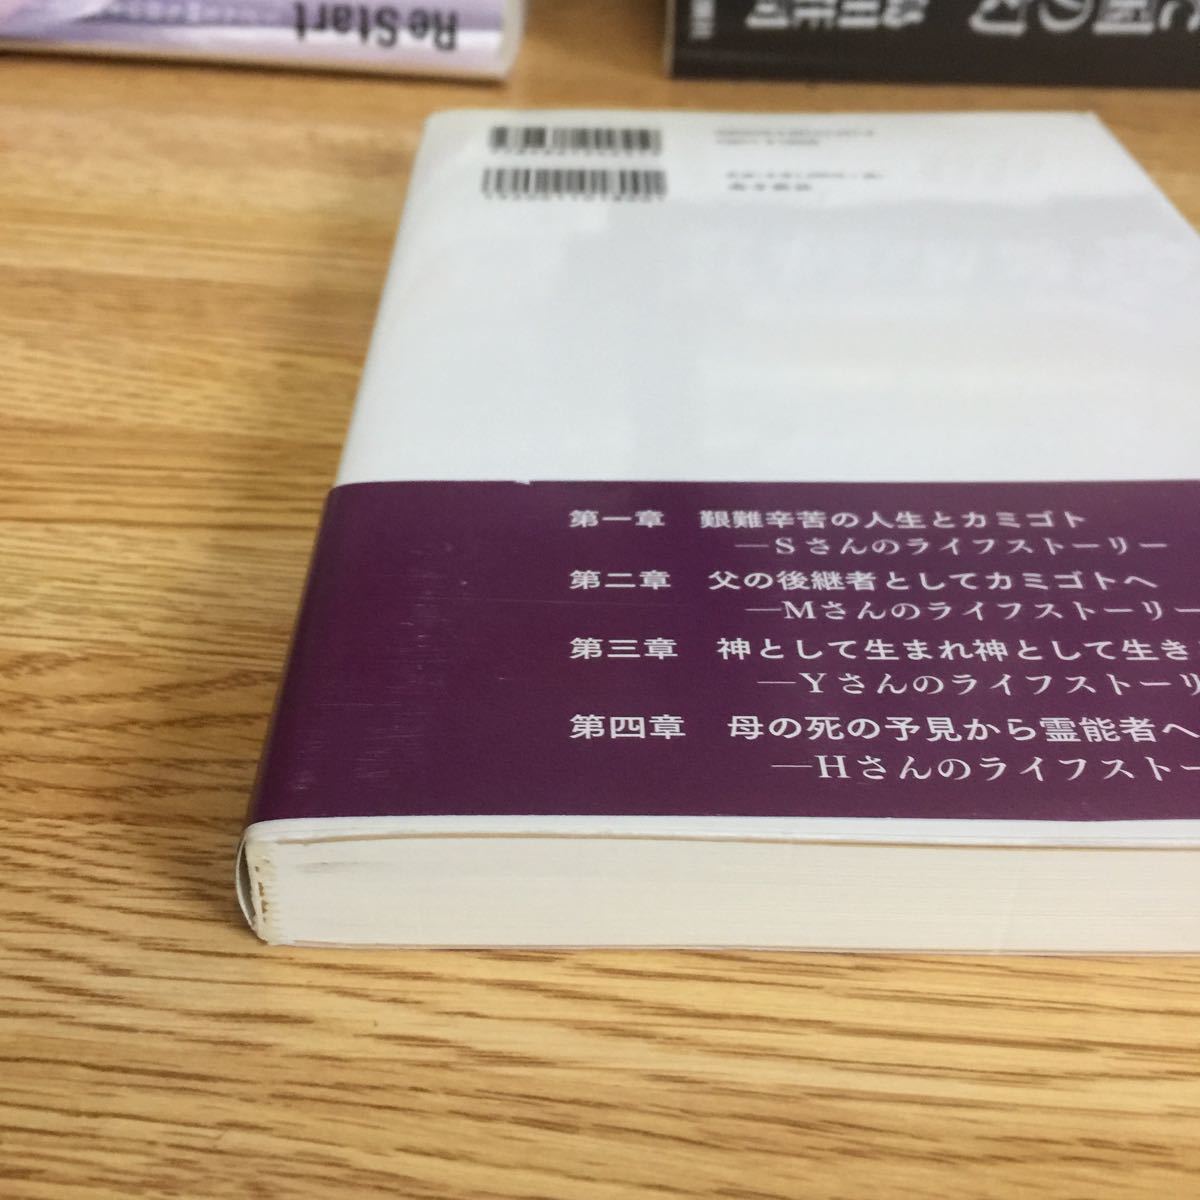 Re Start
第一章 艱難辛苦の人生とカミゴト
—Sさんのライフストーリー
第二章 父の後継者としてカミゴトへ
—Mさんのライフストーリー
第三章 神として生まれ神として生き
—Yさんのライフストーリ
第四章 母の死の予見から霊能者へ
—Hさんのライフストー